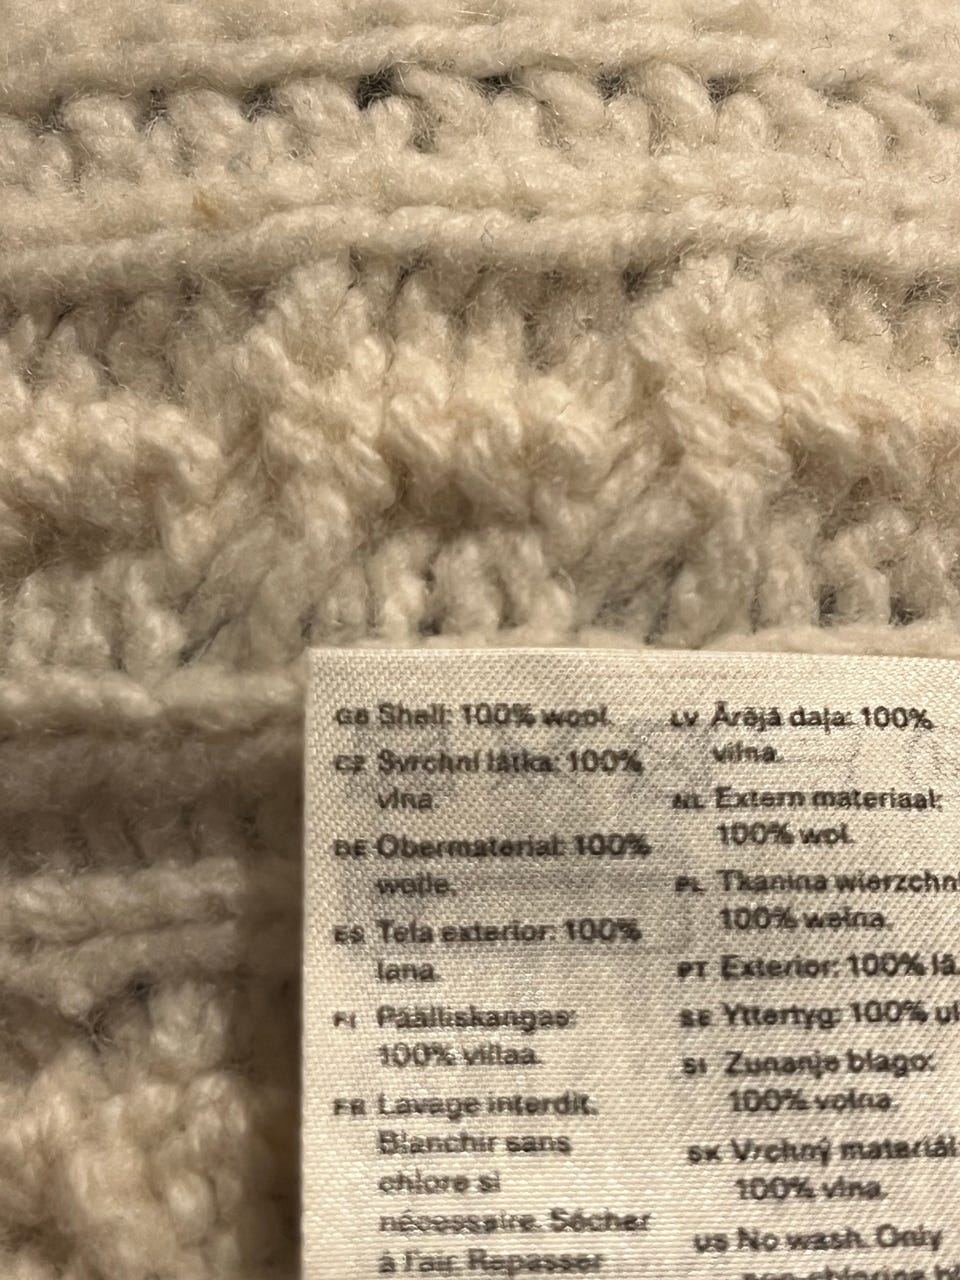 GB Shell: 100% wool.
CZ Svrchní látka: 100%
vlna.
DE Obermaterial: 100%
wolle.
ES Tela exterior: 100%
lana.
FI Päälliskangas:
100% villaa.
FR Lavage interdit.
Blanchir sans
chlore si
nécessaire. Sécher
à l'air. Repasser
LV Ārējā daļa: 100%
vilna.
NL Extern materiaal:
100% wol.
PL Tkanina wierzchni
100% wełna.
PT Exterior: 100% lã.
SE Yttertyg: 100% ul
SI Zunanje blago:
100% volna.
SK Vrchný materiál:
100% vlna.
US No wash. Only